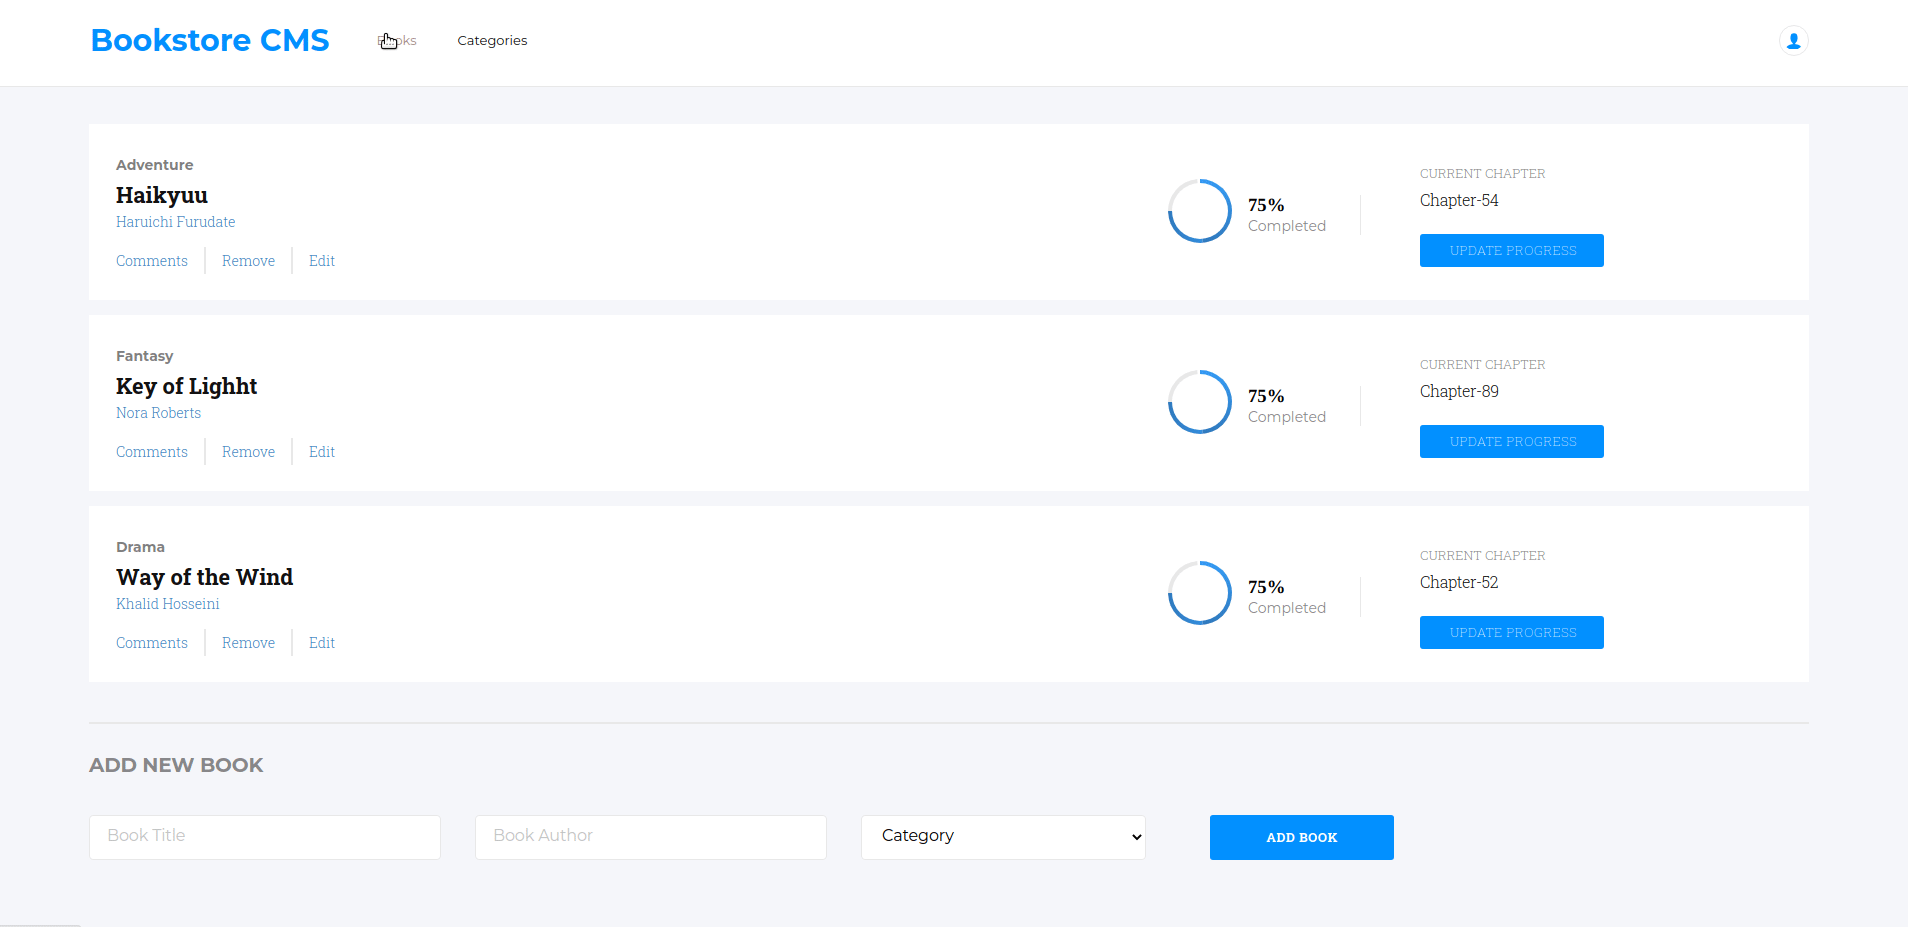 Bookstore CMS
Categories
Adventure
Haikyuu
Haruichi Furudate
Comments Remove Edit
75%
Completed
CURRENT CHAPTER
Chapter-54
UPDATE PROGRESS
Fantasy
Key of Lighht
Nora Roberts
Comments Remove Edit
75%
Completed
CURRENT CHAPTER
Chapter-89
UPDATE PROGRESS
Drama
Way of the Wind
Khalid Hosseini
Comments Remove Edit
75%
Completed
CURRENT CHAPTER
Chapter-52
UPDATE PROGRESS
ADD NEW BOOK
Book Title
Book Author
Category
ADD BOOK